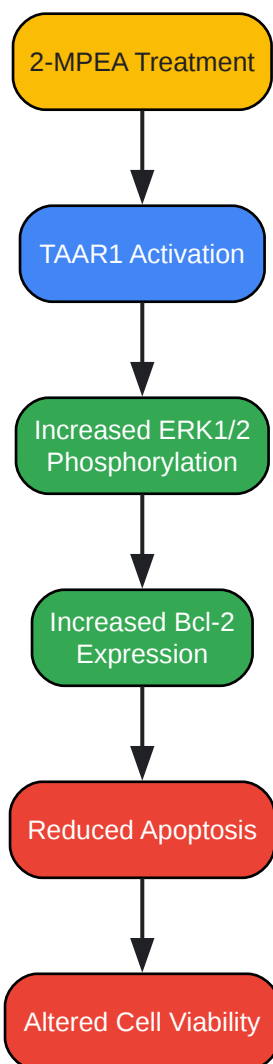 2-MPEA Treatment
TAAR1 Activation
Increased ERK1/2
Phosphorylation
Increased Bcl-2
Expression
Reduced Apoptosis
Altered Cell Viability